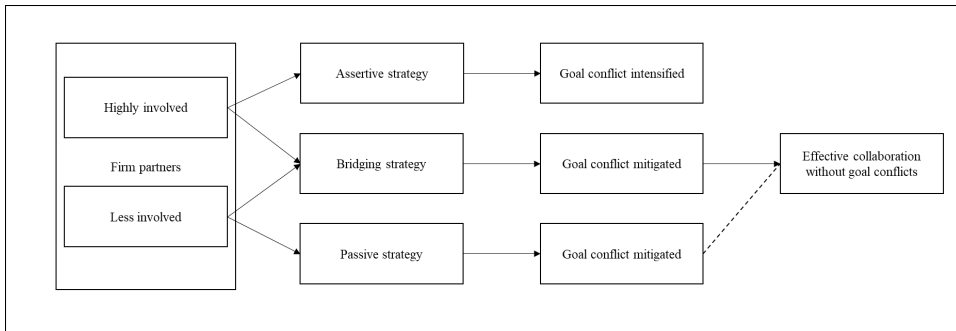 Highly involved
Firm partners
Less involved
Assertive strategy
Bridging strategy
Passive strategy
Goal conflict intensified
Goal conflict mitigated
Goal conflict mitigated
Effective collaboration
without goal conflicts